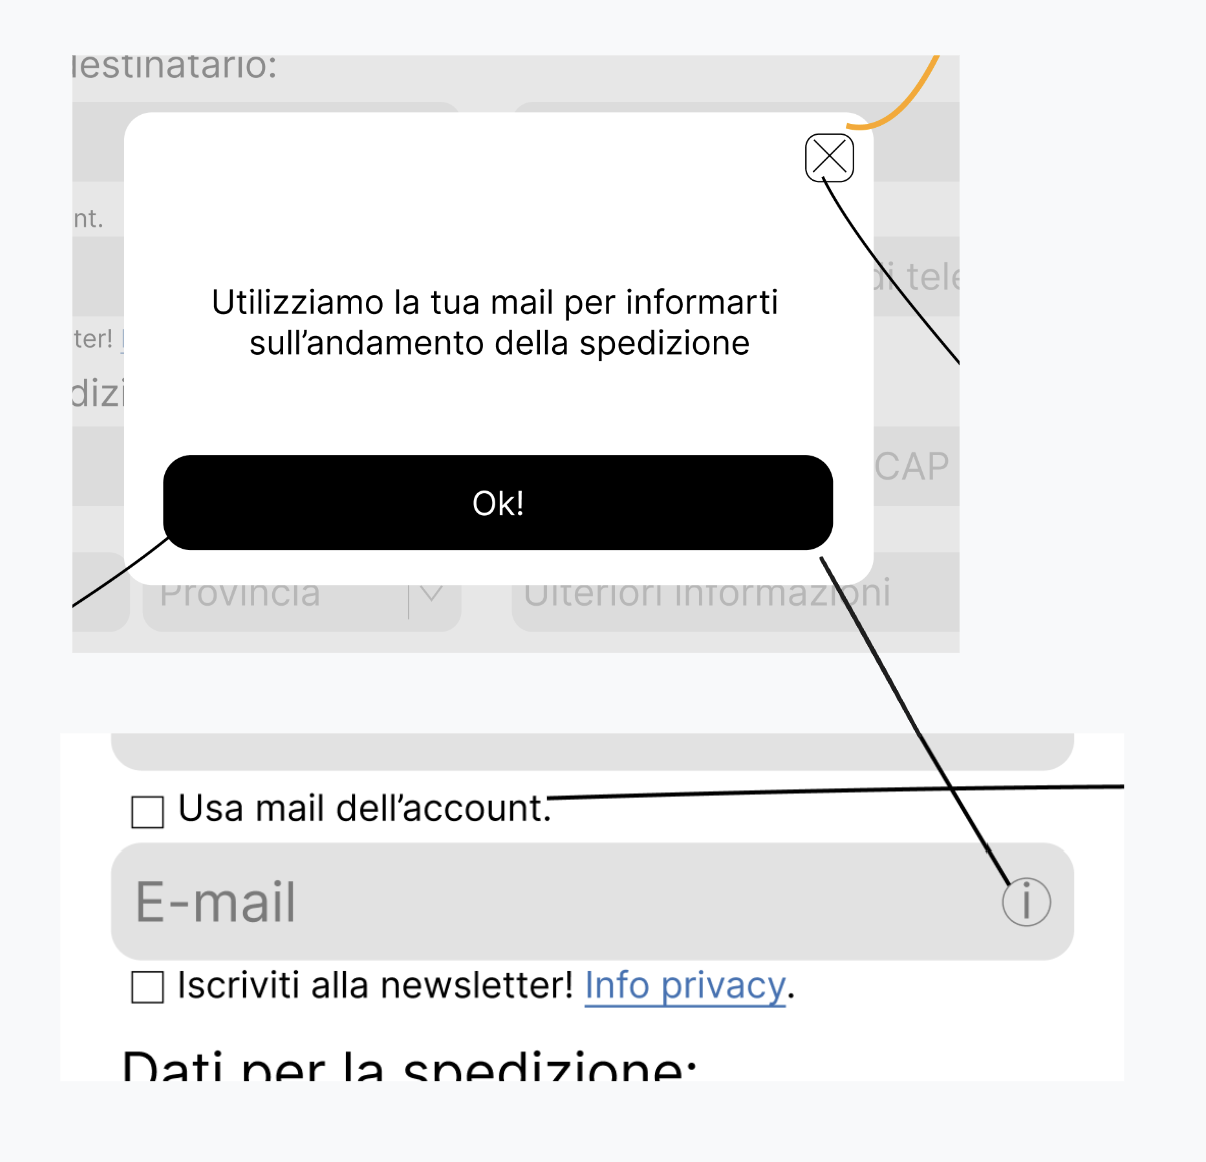 lestinatario:
nt.
di tele
Utilizziamo la tua mail per informarti
sull’andamento della spedizione
ter!
dizi
CAP
Ok!
Provincia
Ulteriori informazioni
Usa mail dell’account.
E-mail
i
Iscriviti alla newsletter! Info privacy.
Dati per la spedizione: